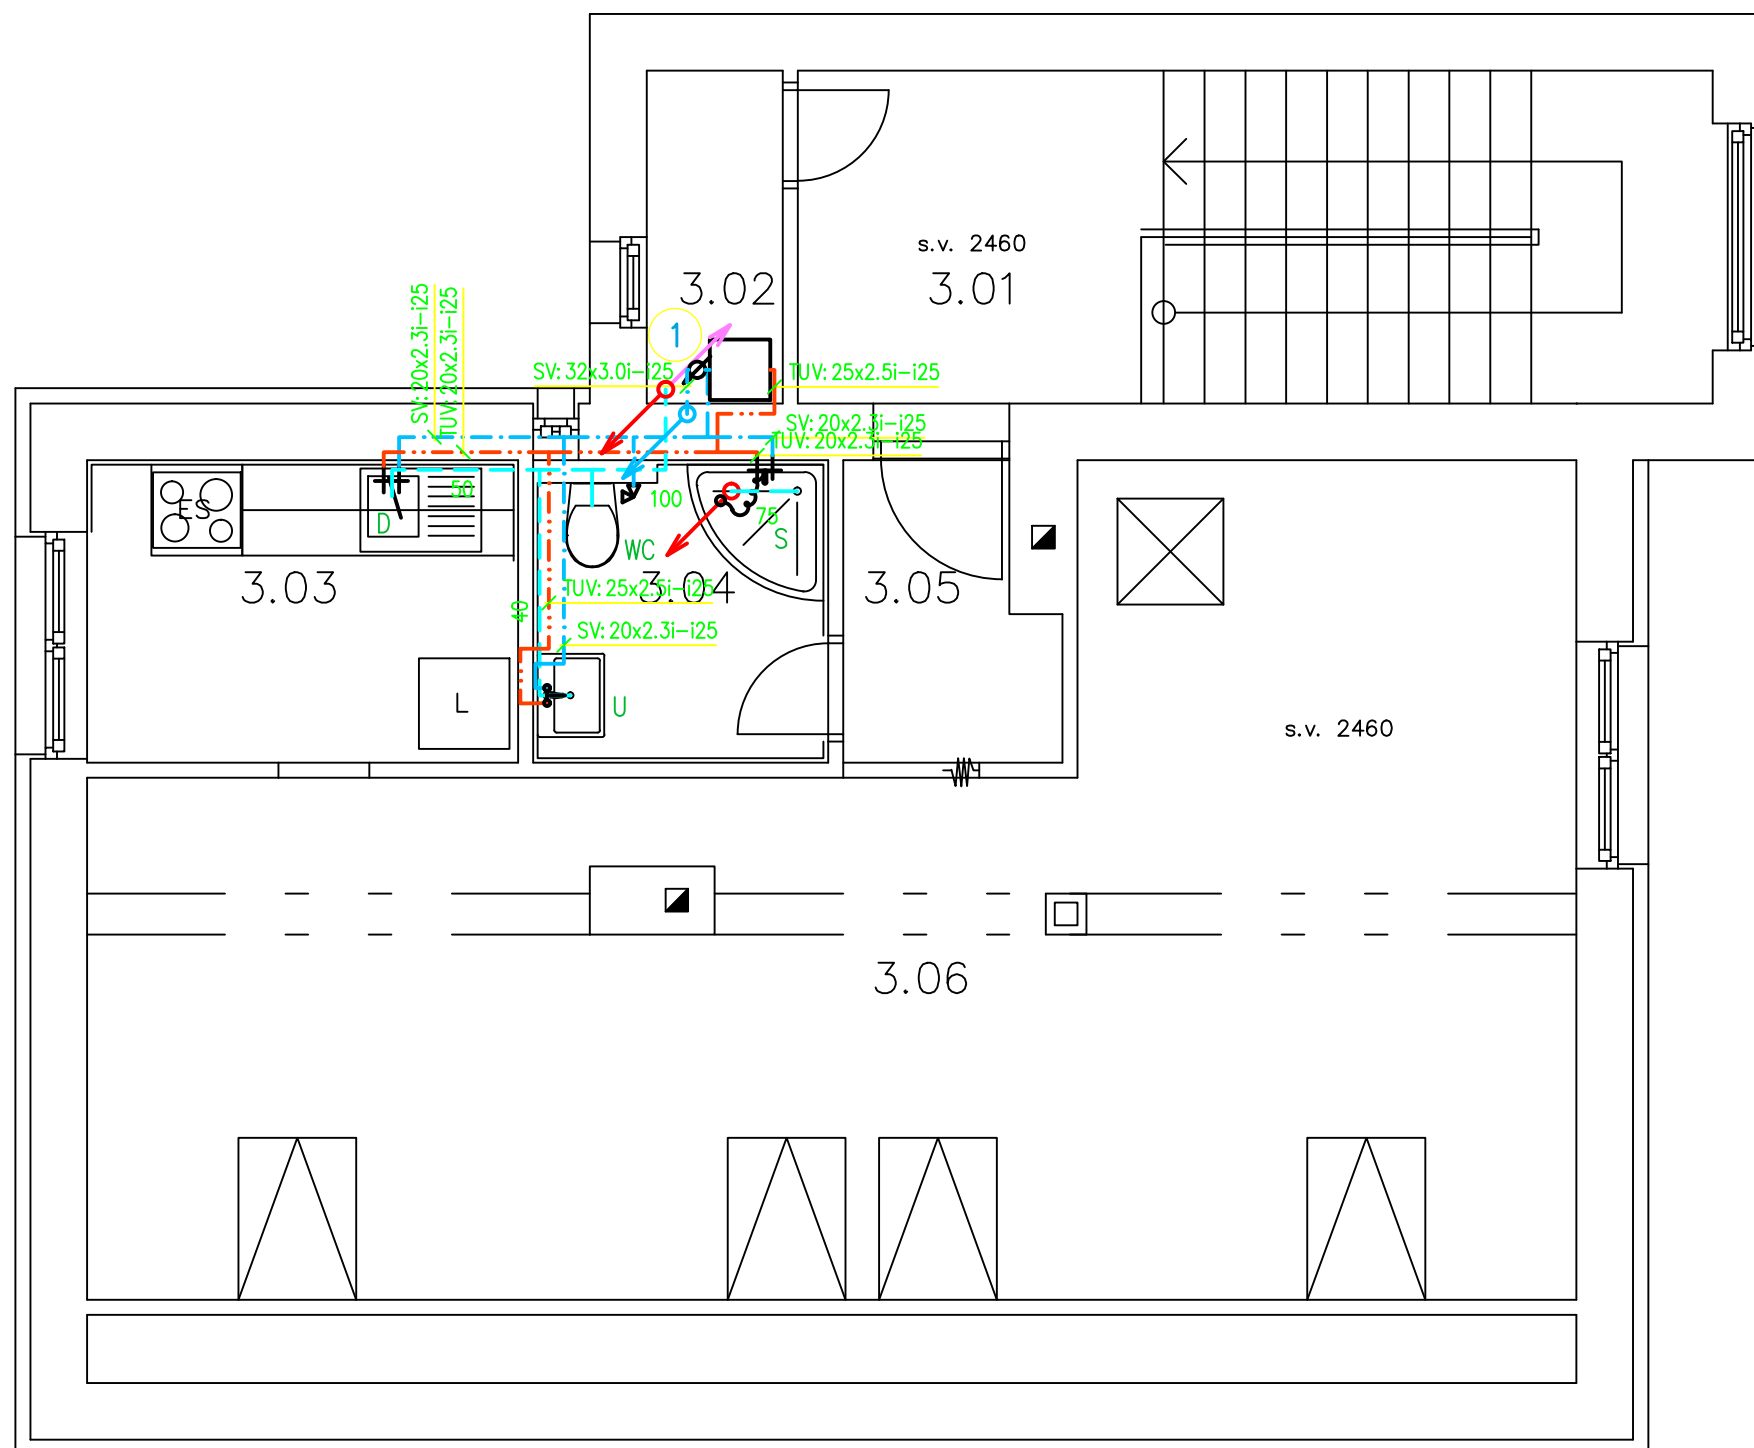 s.v. 2460
3.02
3.01
SV: 20x2.3i-i25
TUV: 20x2.3i-i25
1
SV: 32x3.0i-i25
TUV: 25x2.5i-i25
SV: 20x2.3i-i25
TUV: 20x2.3i-i25
50
100
75
ES
D
S
WC
3.03
3.04
3.05
TUV: 25x2.5i-i25
40
SV: 20x2.3i-i25
L
U
s.v. 2460
3.06